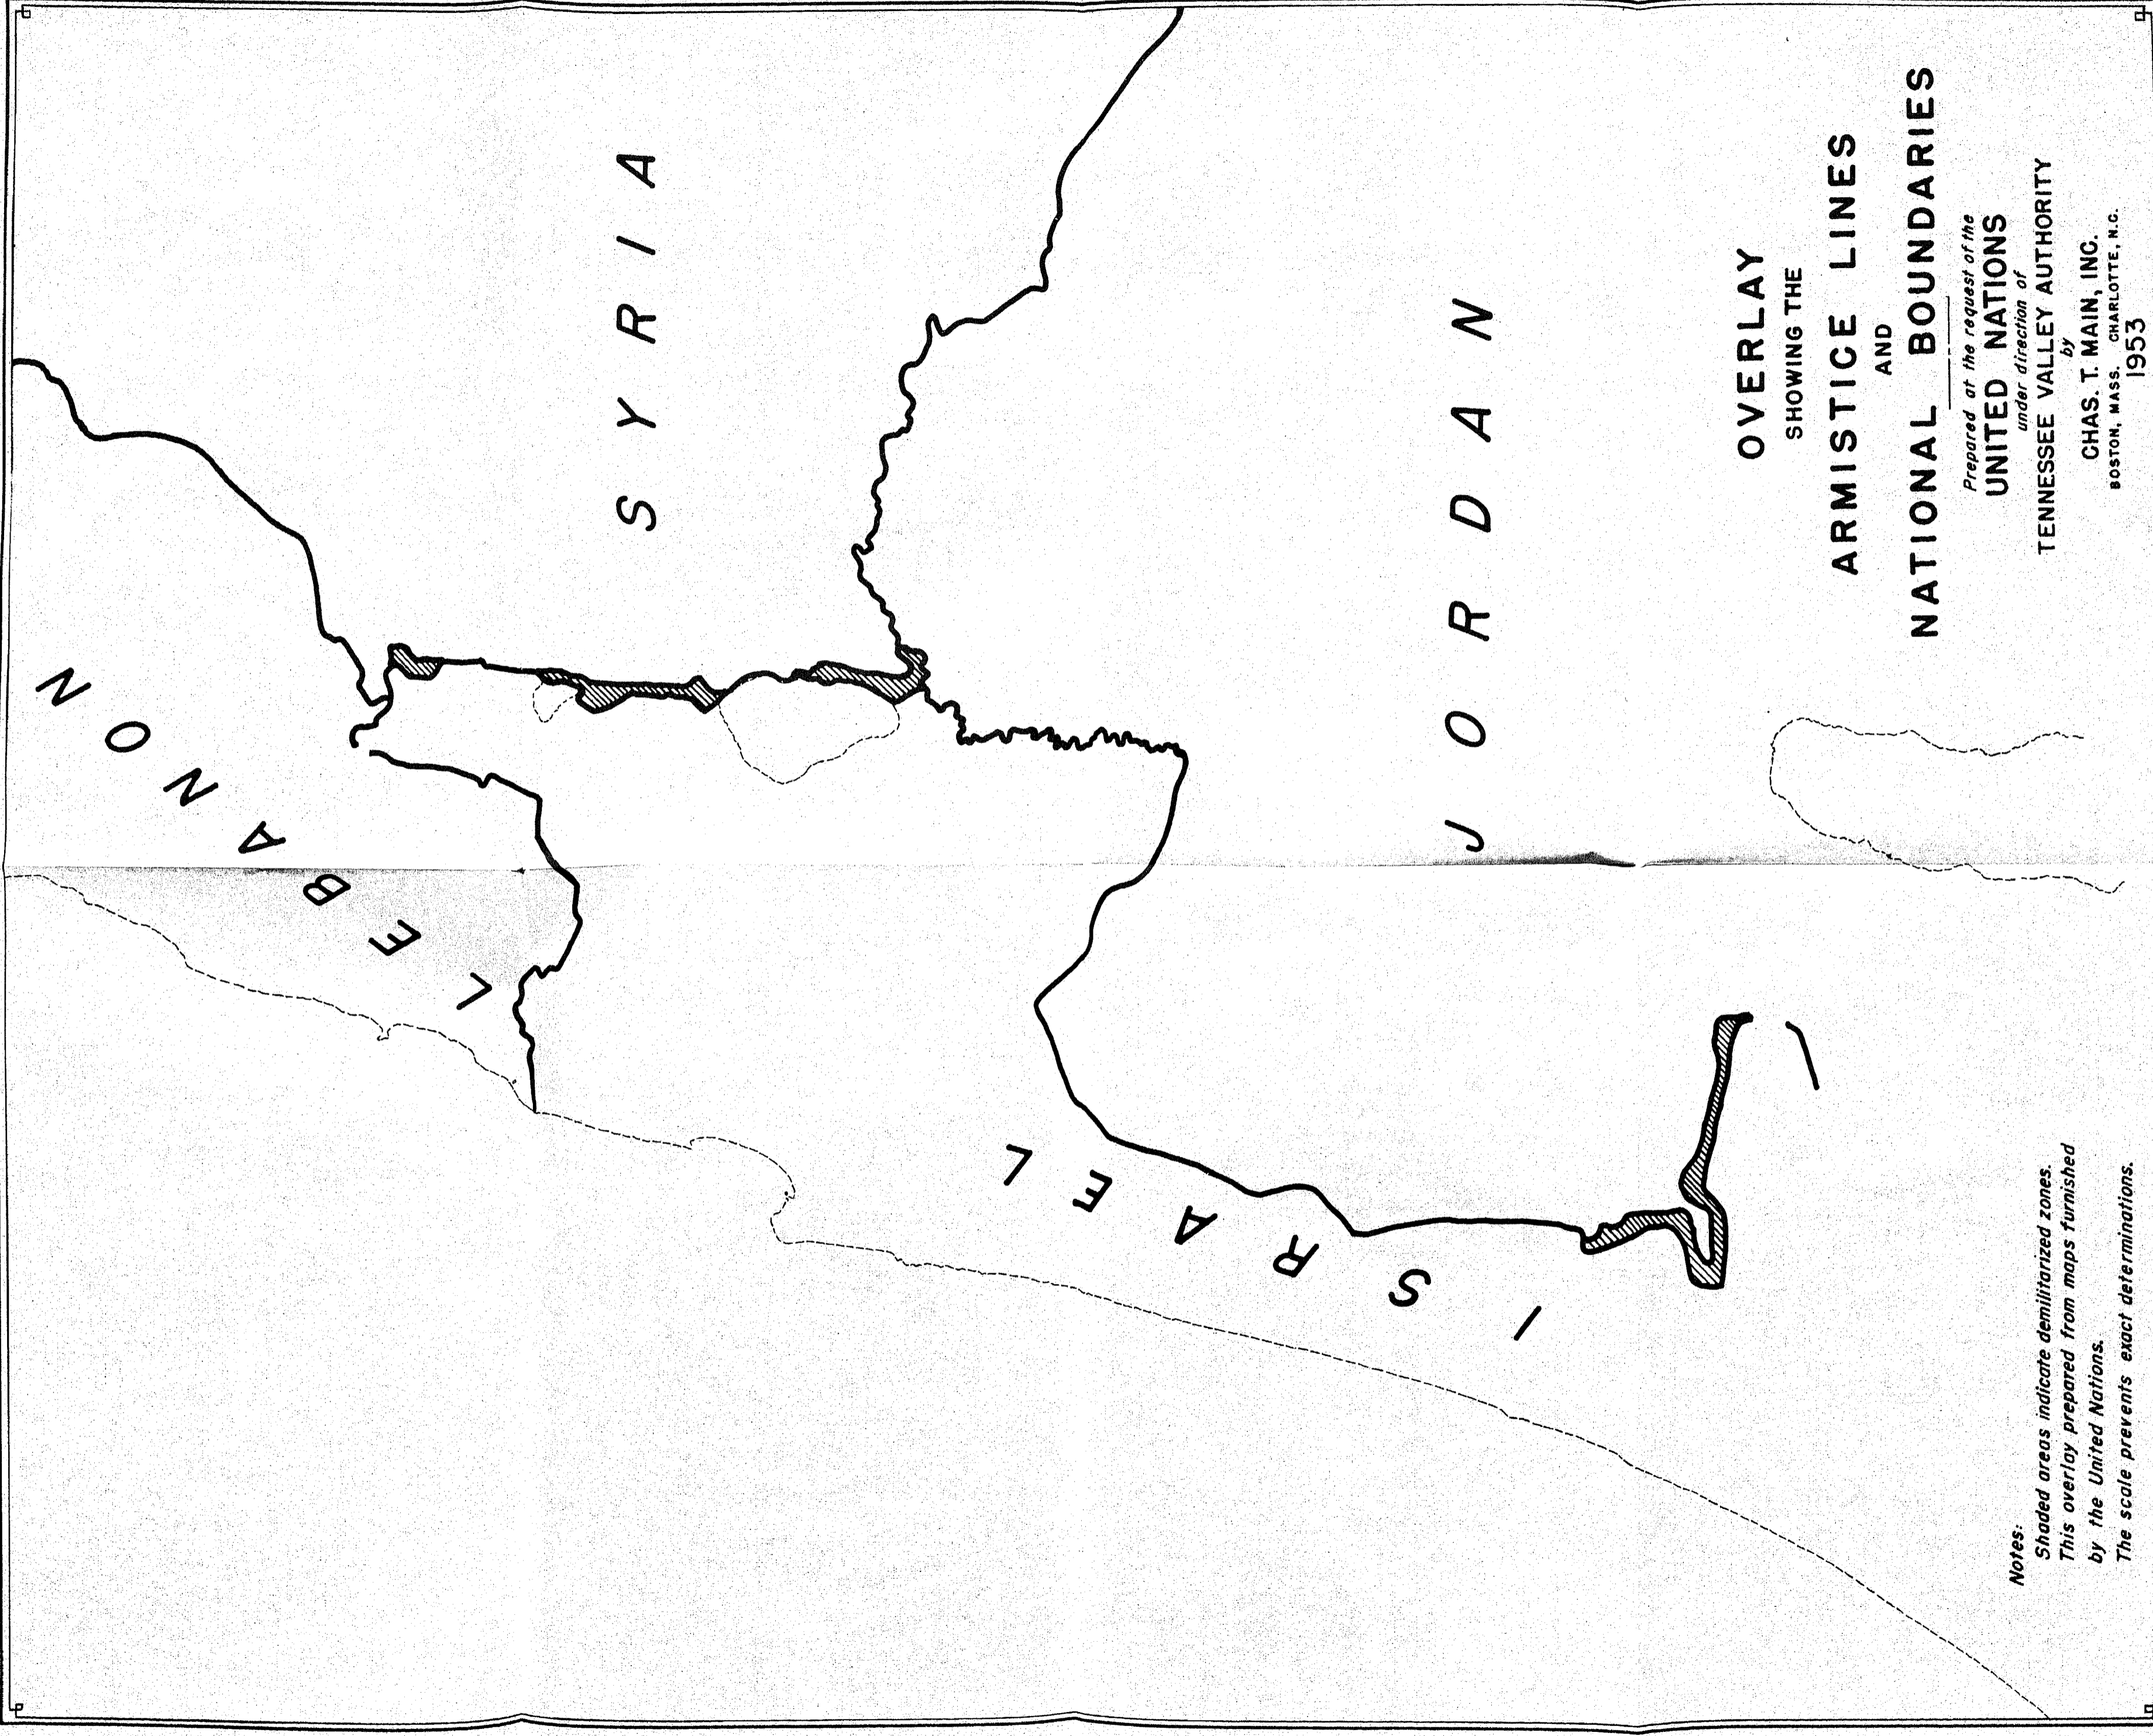 LEBANON
SYRIA
JORDAN
ISRAEL
OVERLAY
SHOWING THE
ARMISTICE LINES
AND
NATIONAL BOUNDARIES
Prepared at the request of the
UNITED NATIONS
under direction of
TENNESSEE VALLEY AUTHORITY
by
CHAS. T. MAIN, INC.
BOSTON, MASS. CHARLOTTE, N.C.
1953
Notes:
Shaded areas indicate demilitarized zones.
This overlay prepared from maps furnished
by the United Nations.
The scale prevents exact determinations.